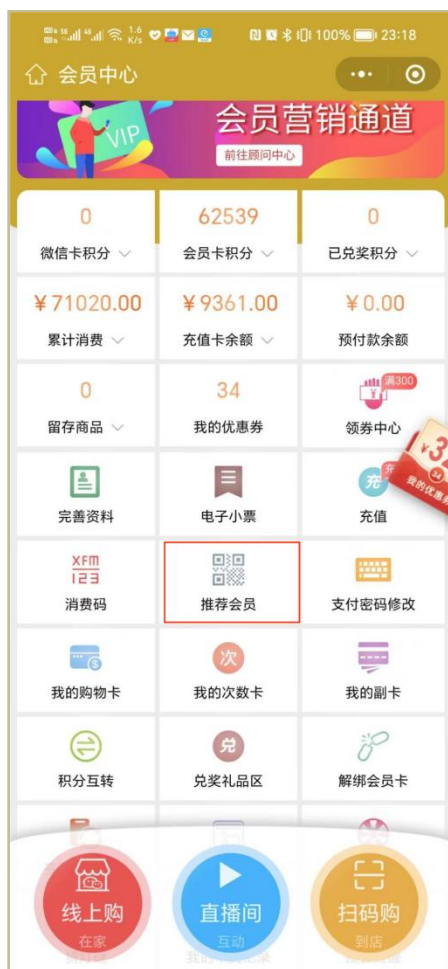 1.6
K/s
100%
23:18
会员中心
VIP
会员营销通道
前往顾问中心
0
62539
0
微信卡积分
会员卡积分
已兑奖积分
¥71020.00
¥9361.00
¥0.00
累计消费
充值卡余额
预付款余额
0
34
满300
留存商品
我的优惠券
领券中心
34
我的优惠券
充
完善资料
电子小票
充值
XFM
123
消费码
推荐会员
支付密码修改
次
我的购物卡
我的次数卡
我的副卡
兑
积分互转
兑奖礼品区
解绑会员卡
线上购
直播间
扫码购
在家
互动
到店